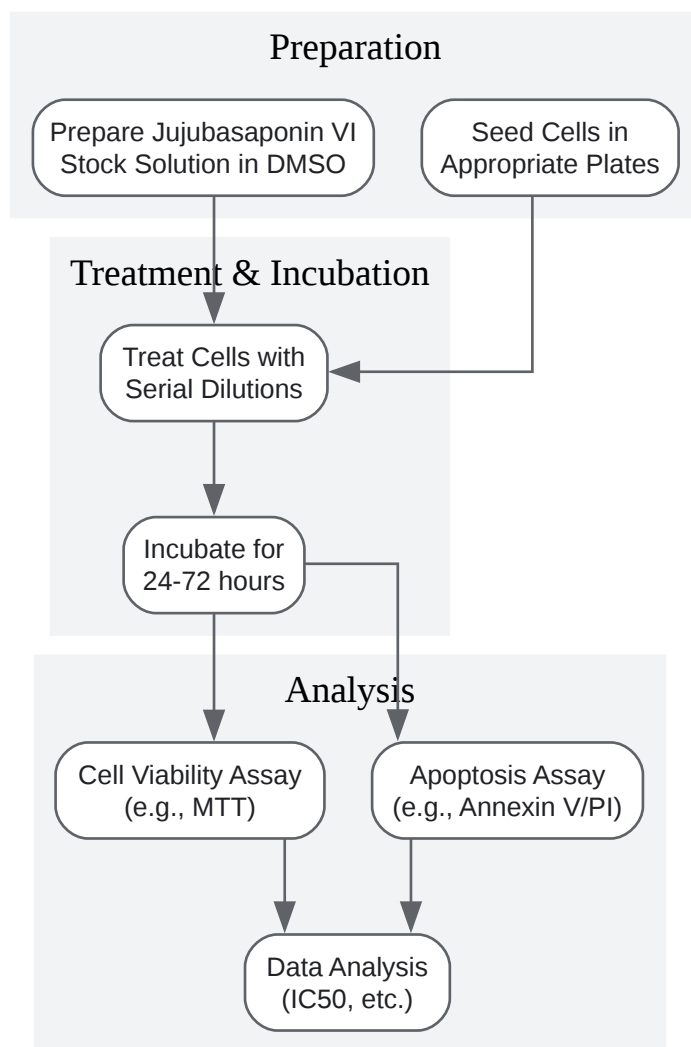 Preparation
Prepare Jujubasaponin VI
Stock Solution in DMSO
Seed Cells in
Appropriate Plates
Treatment & Incubation
Treat Cells with
Serial Dilutions
Incubate for
24-72 hours
Analysis
Cell Viability Assay
(e.g., MTT)
Apoptosis Assay
(e.g., Annexin V/PI)
Data Analysis
(IC50, etc.)